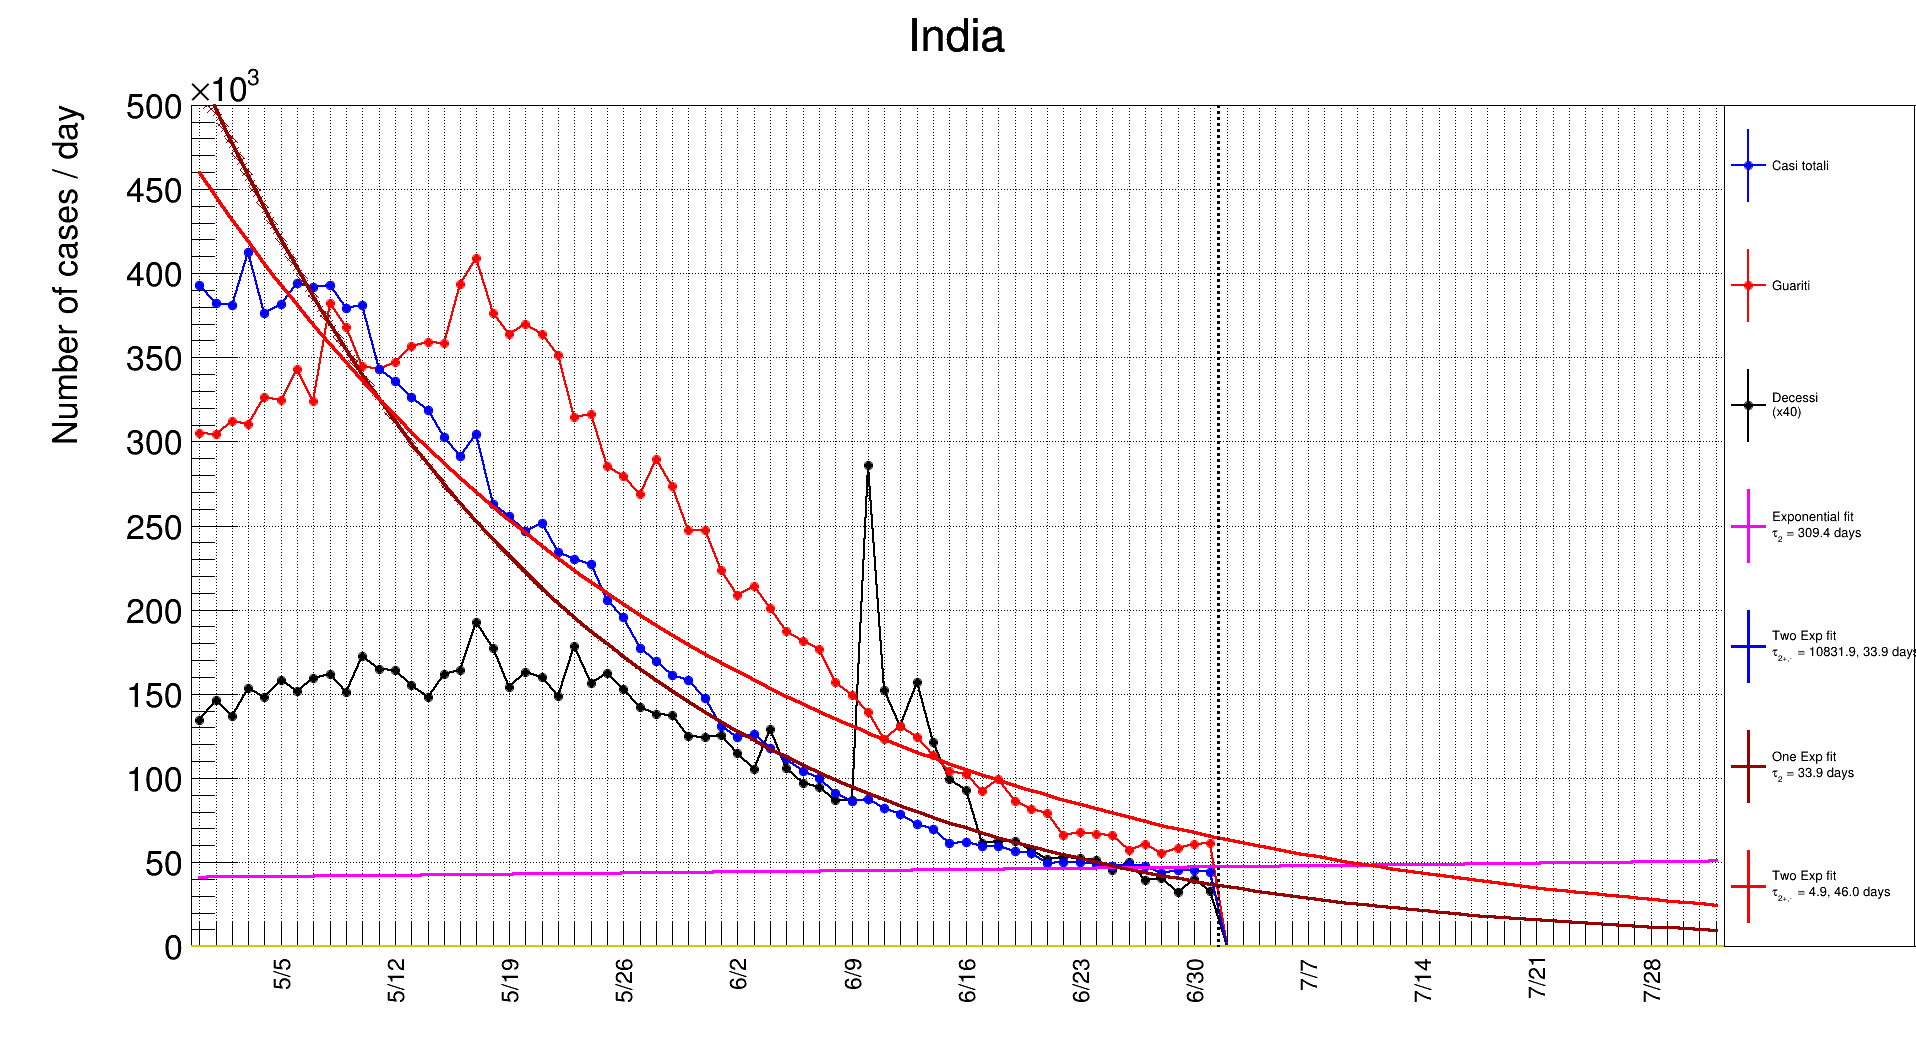 India
×10³
Number of cases / day
500
450
400
350
300
250
200
150
100
50
0
5/5
5/12
5/19
5/26
6/2
6/9
6/16
6/23
6/30
7/7
7/14
7/21
7/28
Casi totali
Guariti
Decessi
(x40)
Exponential fit
τ₂ = 309.4 days
Two Exp fit
τ₂₊,₋ = 10831.9, 33.9 days
One Exp fit
τ₂ = 33.9 days
Two Exp fit
τ₂₊,₋ = 4.9, 46.0 days